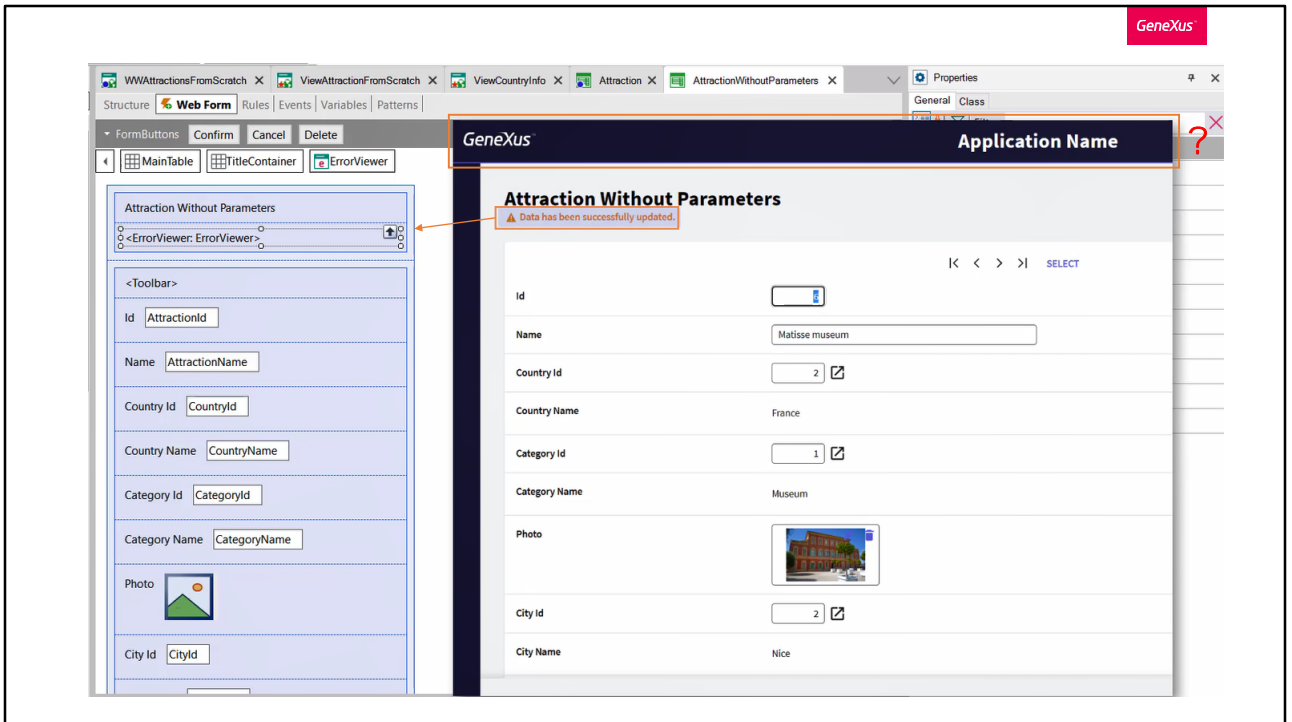 GeneXus™
WWAttractionsFromScratch X ViewAttractionFromScratch X ViewCountryInfo X Attraction X AttractionWithoutParameters X
Properties
Structure Web Form Rules Events Variables Patterns
General Class
FormButtons Confirm Cancel Delete
MainTable TitleContainer ErrorViewer
GeneXus™
Application Name
?
Attraction Without Parameters
<ErrorViewer: ErrorViewer>
<Toolbar>
Id AttractionId
Name AttractionName
Country Id CountryId
Country Name CountryName
Category Id CategoryId
Category Name CategoryName
Photo
City Id CityId
Attraction Without Parameters
Data has been successfully updated.
SELECT
Id
Name Matisse museum
Country Id 2
Country Name France
Category Id 1
Category Name Museum
Photo
City Id 2
City Name Nice